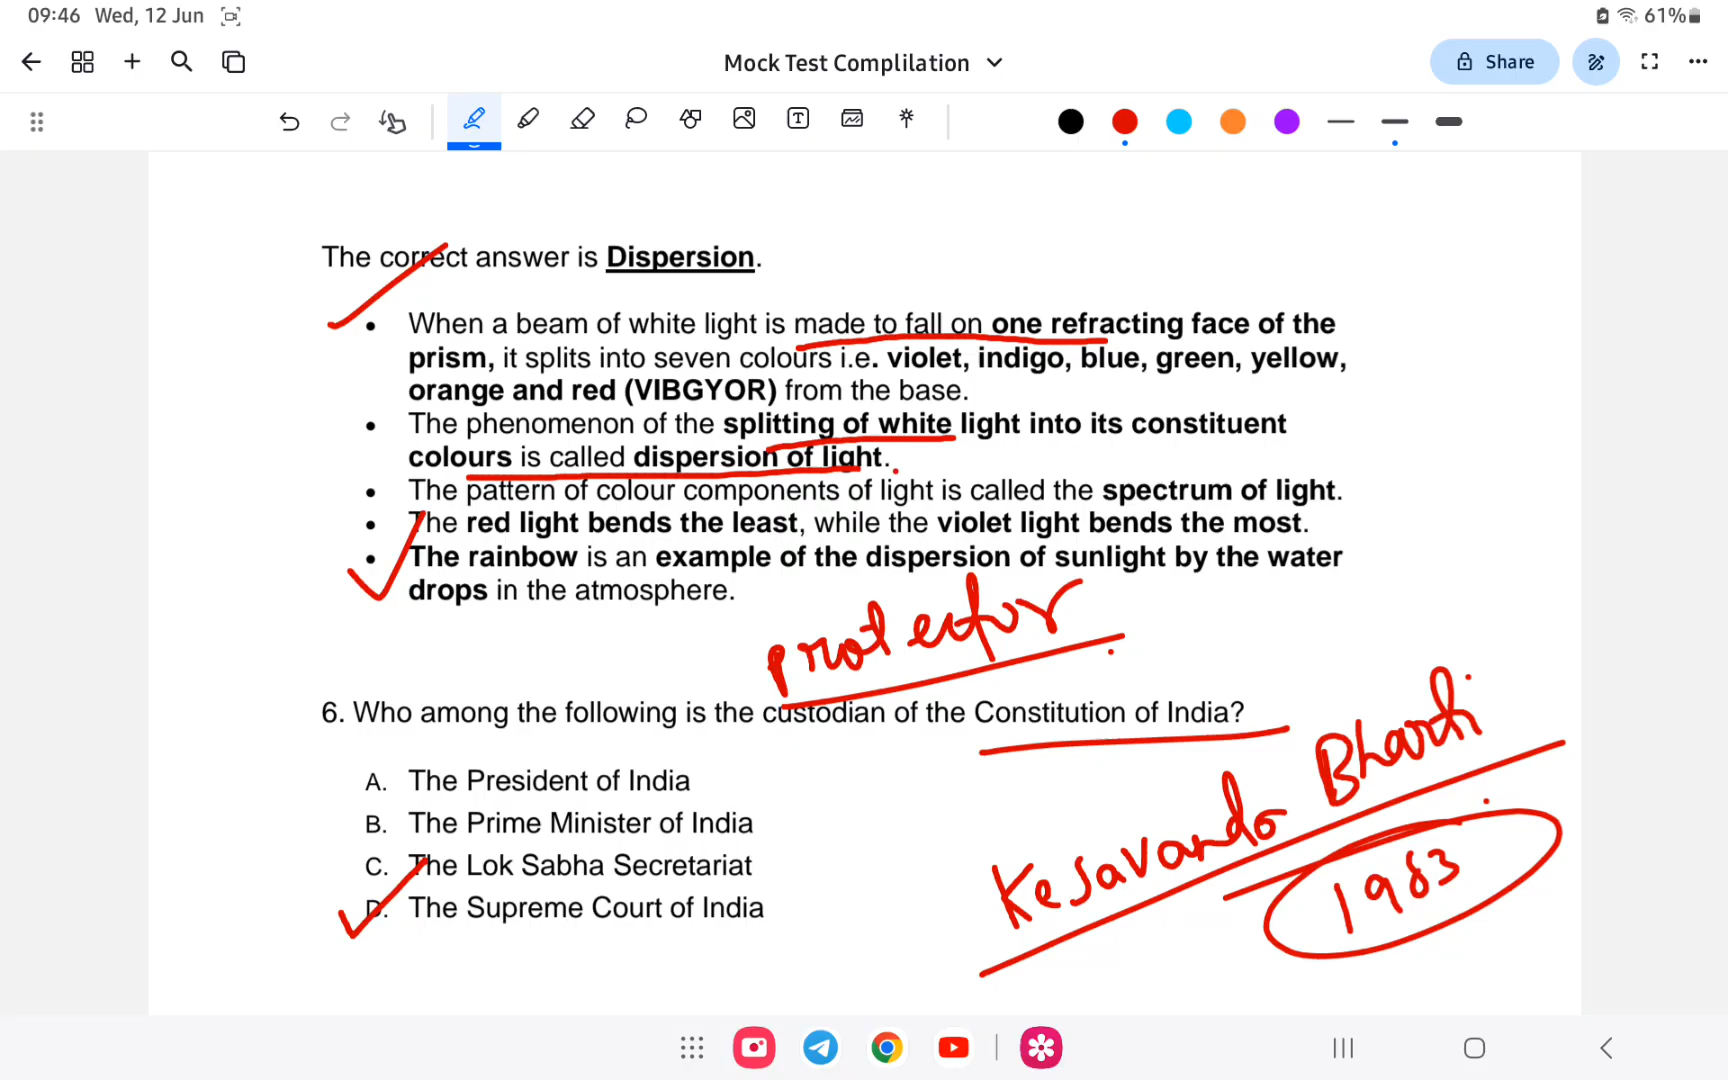 09:46 Wed, 12 Jun
61%
Mock Test Complilation
Share
The correct answer is Dispersion.
• When a beam of white light is made to fall on one refracting face of the
prism, it splits into seven colours i.e. violet, indigo, blue, green, yellow,
orange and red (VIBGYOR) from the base.
• The phenomenon of the splitting of white light into its constituent
colours is called dispersion of light.
• The pattern of colour components of light is called the spectrum of light.
• The red light bends the least, while the violet light bends the most.
• The rainbow is an example of the dispersion of sunlight by the water
drops in the atmosphere.
protector
6. Who among the following is the custodian of the Constitution of India?
A. The President of India
B. The Prime Minister of India
C. The Lok Sabha Secretariat
D. The Supreme Court of India
Kesavanda Bharti
1983